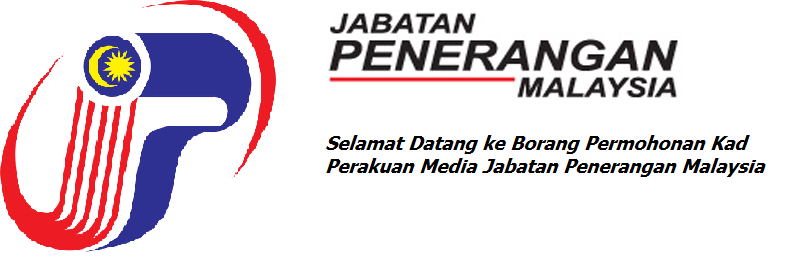 JABATAN
PENERANGAN
MALAYSIA
Selamat Datang ke Borang Permohonan Kad
Perakuan Media Jabatan Penerangan Malaysia